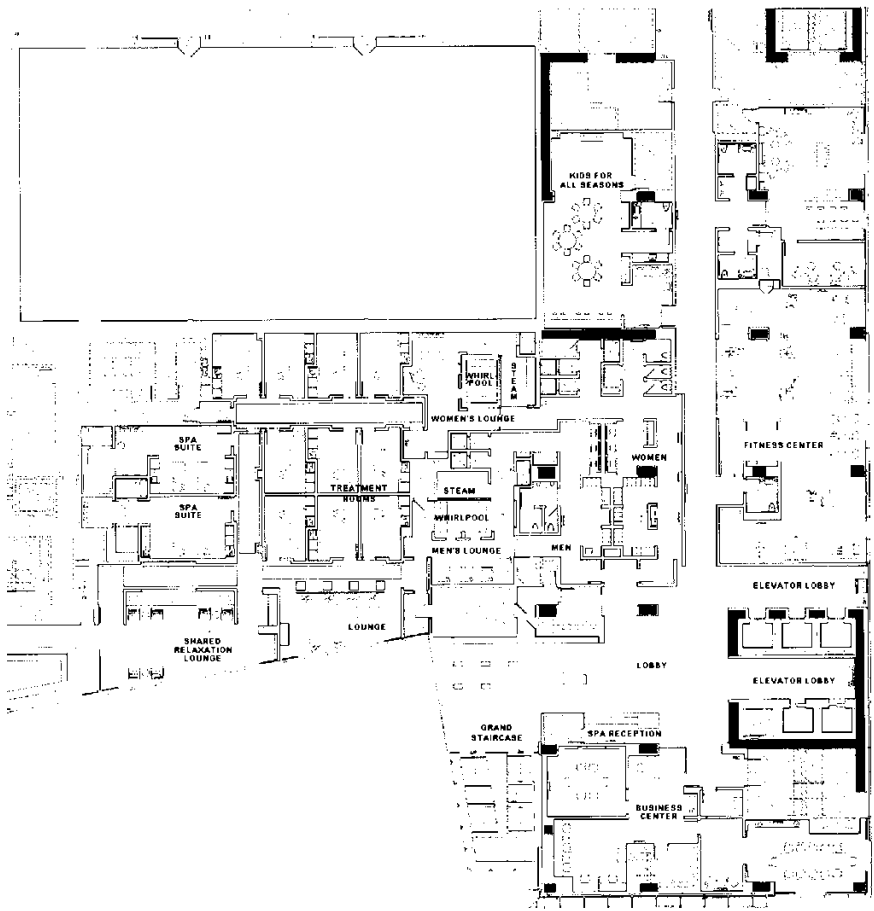 KIDS FOR
ALL SEASONS
WHIRL-
POOL
STEAM
WOMEN'S LOUNGE
SPA
SUITE
WOMEN
FITNESS CENTER
TREATMENT
ROOMS
STEAM
SPA
SUITE
WHIRLPOOL
MEN'S LOUNGE
MEN
ELEVATOR LOBBY
LOUNGE
SHARED
RELAXATION
LOUNGE
LOBBY
ELEVATOR LOBBY
GRAND
STAIRCASE
SPA RECEPTION
BUSINESS
CENTER